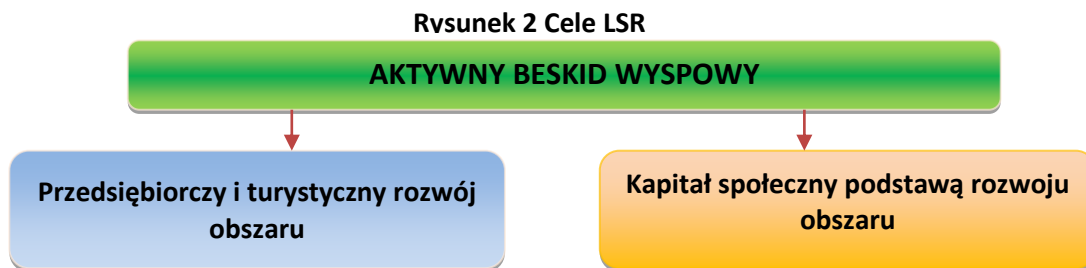 Rysunek 2 Cele LSR
AKTYWNY BESKID WYSPOWY
Przedsiębiorczy i turystyczny rozwój
obszaru
Kapitał społeczny podstawą rozwoju
obszaru